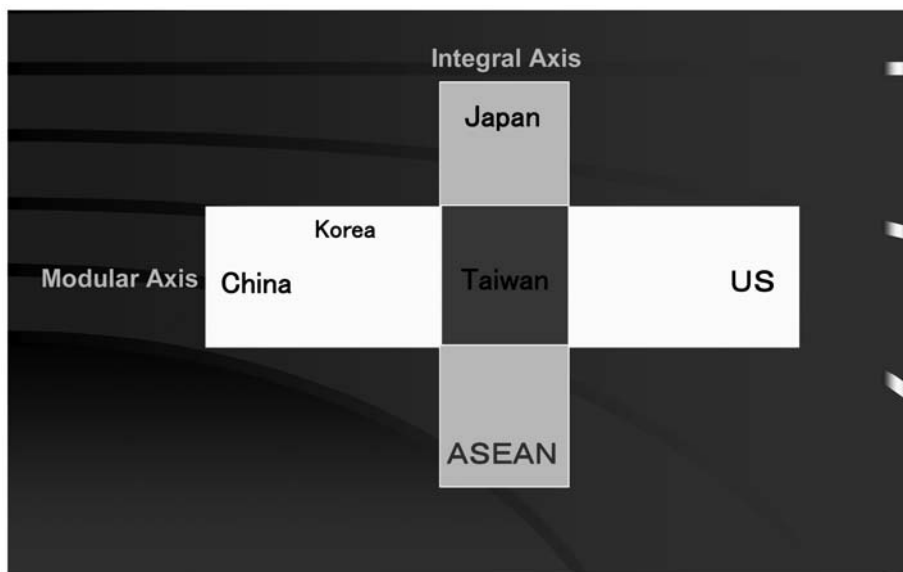 Integral Axis
Japan
Korea
Modular Axis
China
Taiwan
US
ASEAN